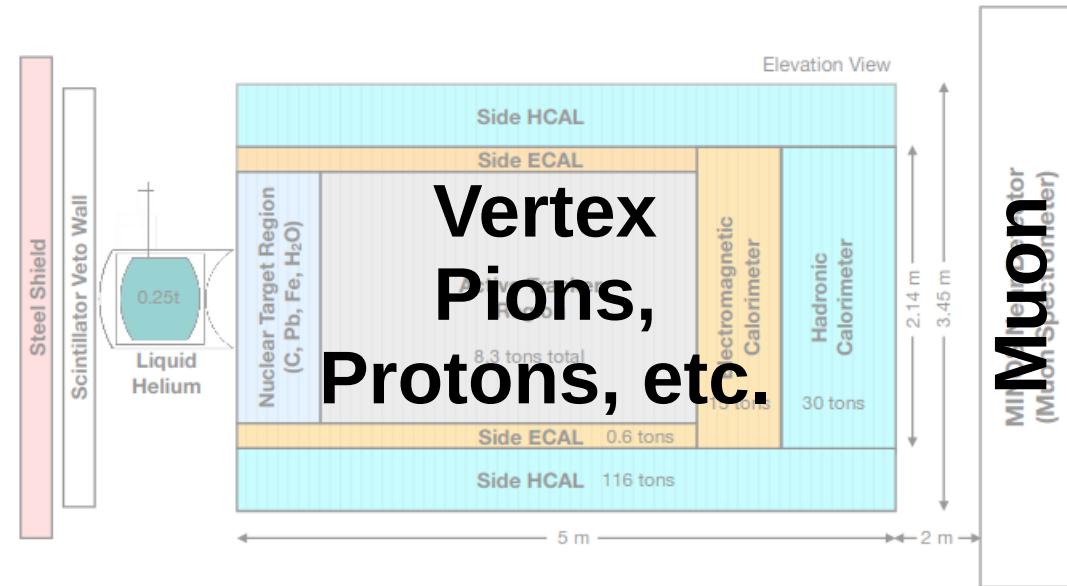 Elevation View
Steel Shield
Scintillator Veto Wall
0.25t
Liquid
Helium
Side HCAL
Side ECAL
Nuclear Target Region
(C, Pb, Fe, H₂O)
Vertex
Pions,
Protons, etc.
8.3 tons total
Electromagnetic
Calorimeter
15 tons
Hadronic
Calorimeter
30 tons
Side ECAL 0.6 tons
Side HCAL 116 tons
5 m
2 m
2.14 m
3.45 m
Muon
(Muon Spectrometer)